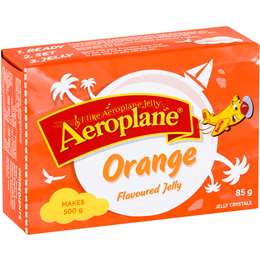 1. READY
2. SET
3. JELLY
I like Aeroplane Jelly
Aeroplane
Orange
Flavoured Jelly
MAKES
500 g
85 g
JELLY CRYSTALS